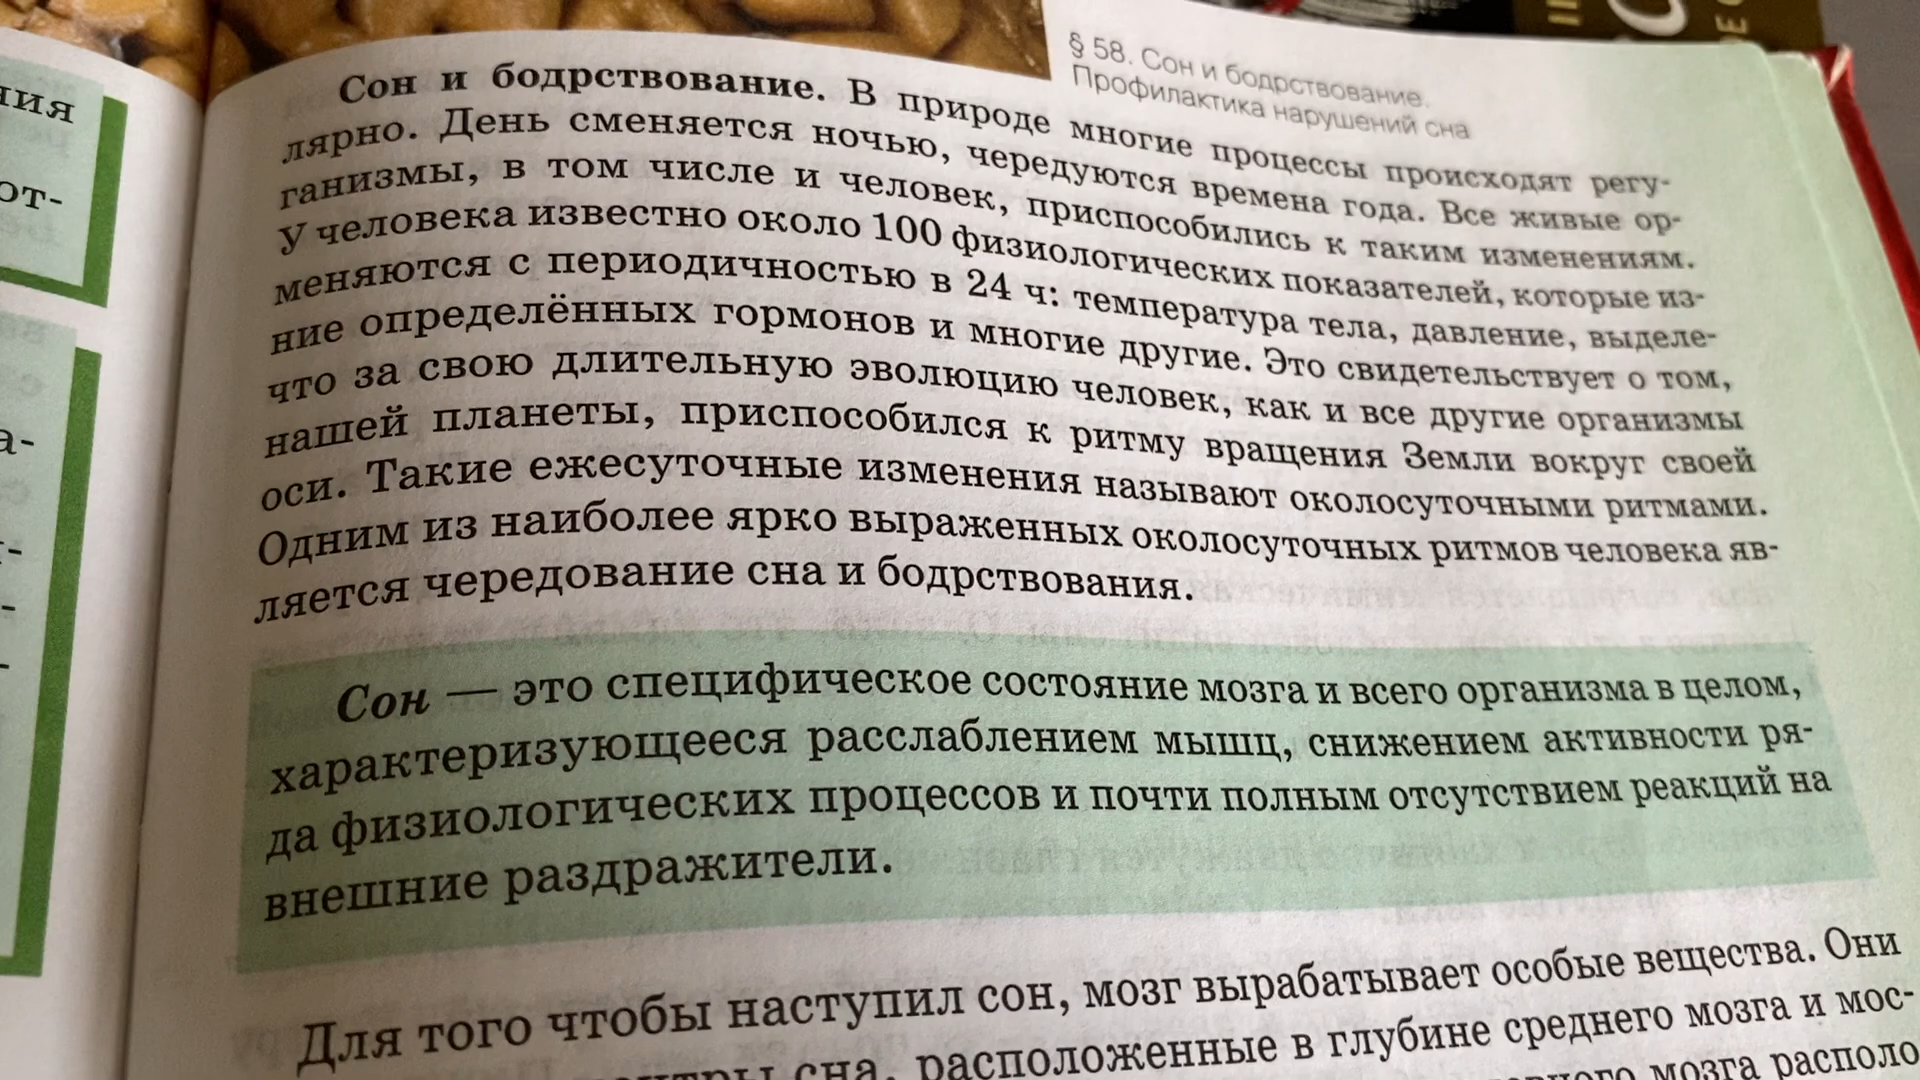 § 58. Сон и бодрствование.
Профилактика нарушений сна
Сон и бодрствование. В природе многие процессы происходят регу-
лярно. День сменяется ночью, чередуются времена года. Все живые ор-
ганизмы, в том числе и человек, приспособились к таким изменениям.
У человека известно около 100 физиологических показателей, которые из-
меняются с периодичностью в 24 ч: температура тела, давление, выделе-
ние определённых гормонов и многие другие. Это свидетельствует о том,
что за свою длительную эволюцию человек, как и все другие организмы
нашей планеты, приспособился к ритму вращения Земли вокруг своей
оси. Такие ежесуточные изменения называют околосуточными ритмами.
Одним из наиболее ярко выраженных околосуточных ритмов человека яв-
ляется чередование сна и бодрствования.
Сон — это специфическое состояние мозга и всего организма в целом,
характеризующееся расслаблением мышц, снижением активности ря-
да физиологических процессов и почти полным отсутствием реакций на
внешние раздражители.
Для того чтобы наступил сон, мозг вырабатывает особые вещества. Они
сна, расположенные в глубине среднего мозга и мос-
мозга располо